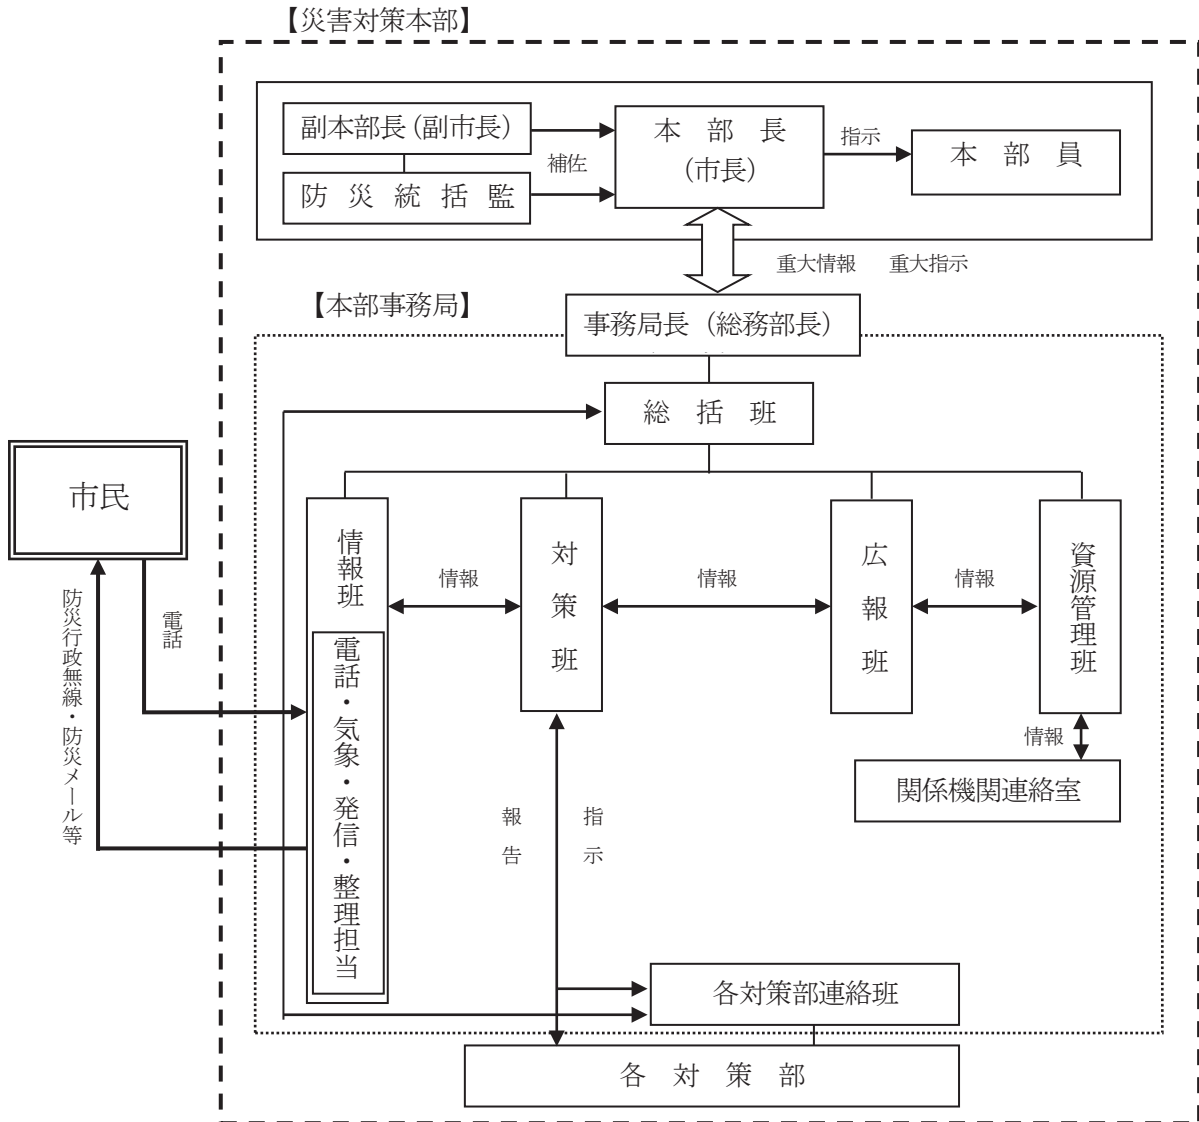 【災害対策本部】
副本部長(副市長)
防災統括監
補佐
本部長
(市長)
指示
本部員
重大情報 重大指示
【本部事務局】
事務局長(総務部長)
総括班
市民
電話
防災行政無線・防災メール等
情報班
電話・気象・発信・整理担当
情報
対策班
情報
広報班
情報
資源管理班
情報
関係機関連絡室
報告
指示
各対策部連絡班
各対策部